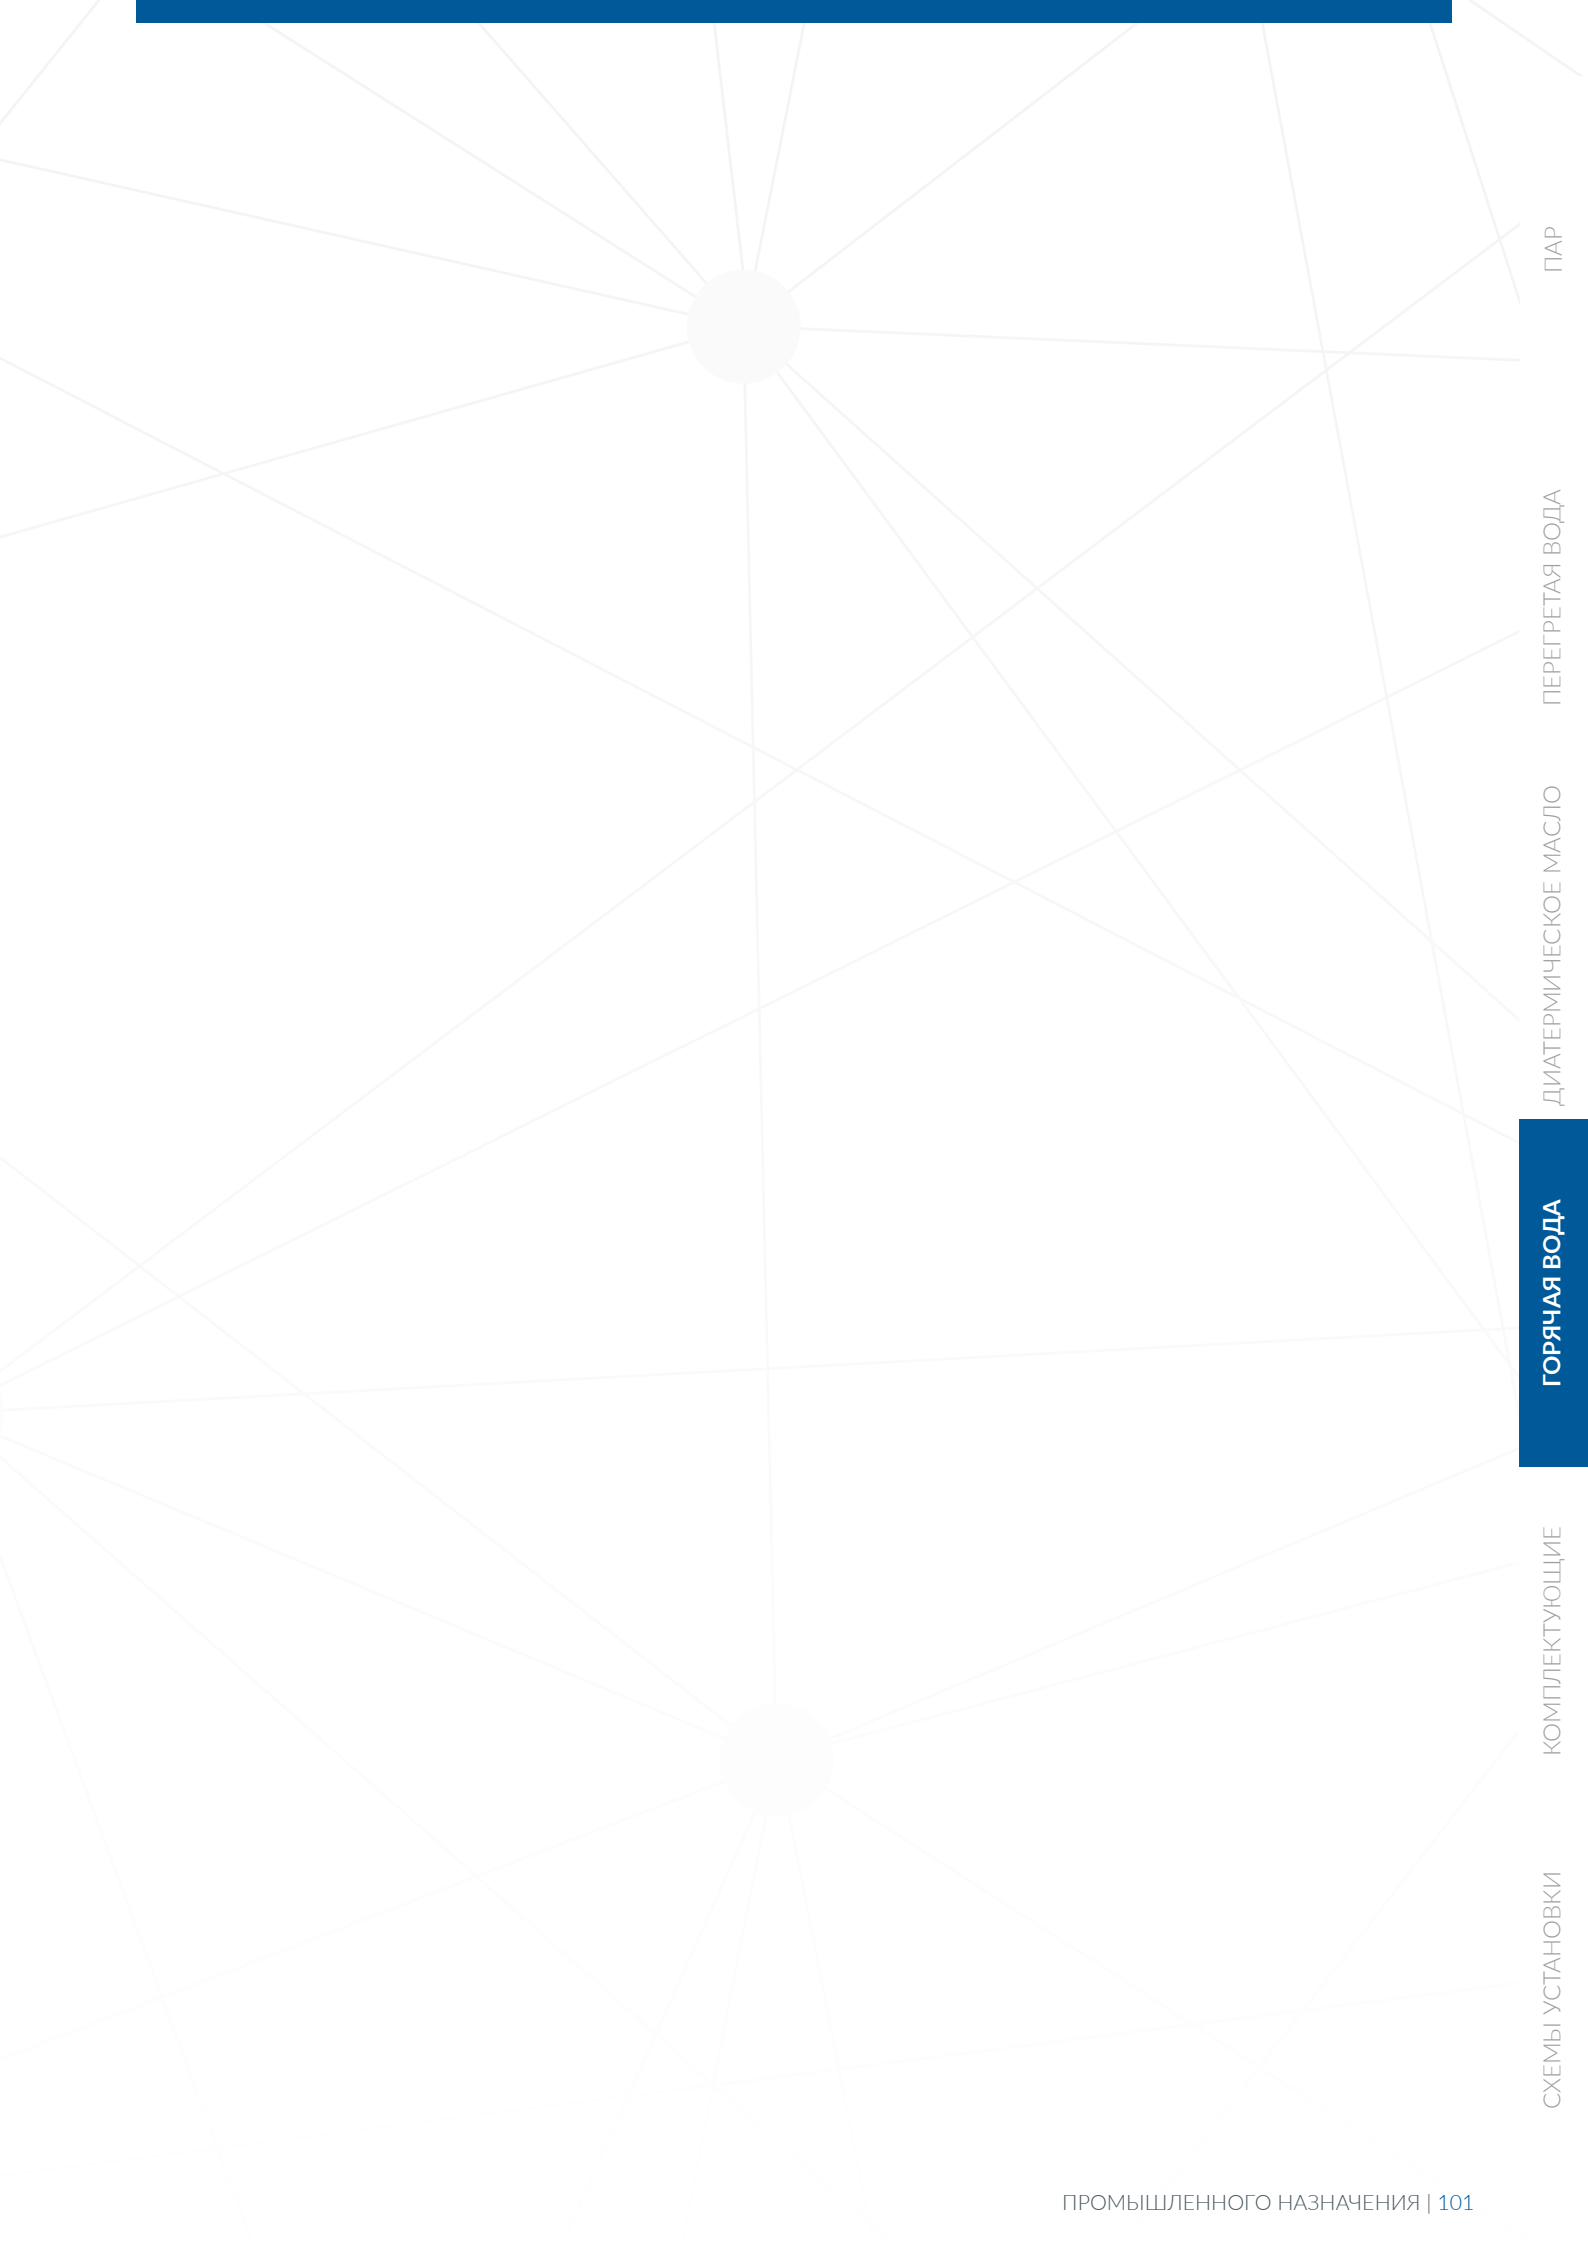 ПАР
ПЕРЕГРЕТАЯ ВОДА
ДИАТЕРМИЧЕСКОЕ МАСЛО
ГОРЯЧАЯ ВОДА
КОМПЛЕКТУЮЩИЕ
СХЕМЫ УСТАНОВКИ
ПРОМЫШЛЕННОГО НАЗНАЧЕНИЯ | 101